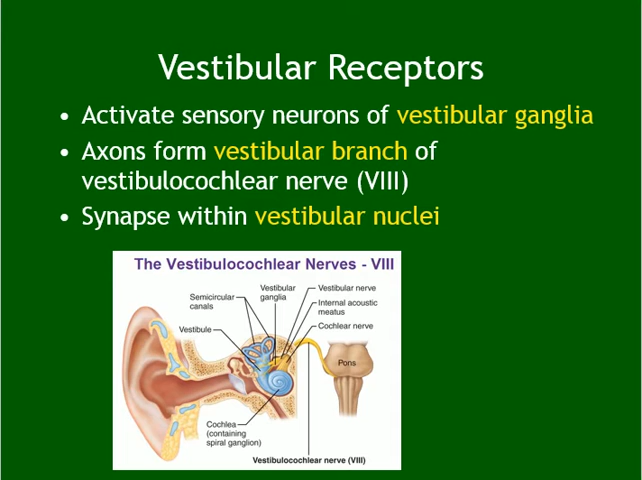 Vestibular Receptors
• Activate sensory neurons of vestibular ganglia
• Axons form vestibular branch of
vestibulocochlear nerve (VIII)
• Synapse within vestibular nuclei
The Vestibulocochlear Nerves - VIII
Semicircular
canals
Vestibular
ganglia
Vestibular nerve
Internal acoustic
meatus
Cochlear nerve
Vestibule
Pons
Cochlea
(containing
spiral ganglion)
Vestibulocochlear nerve (VIII)